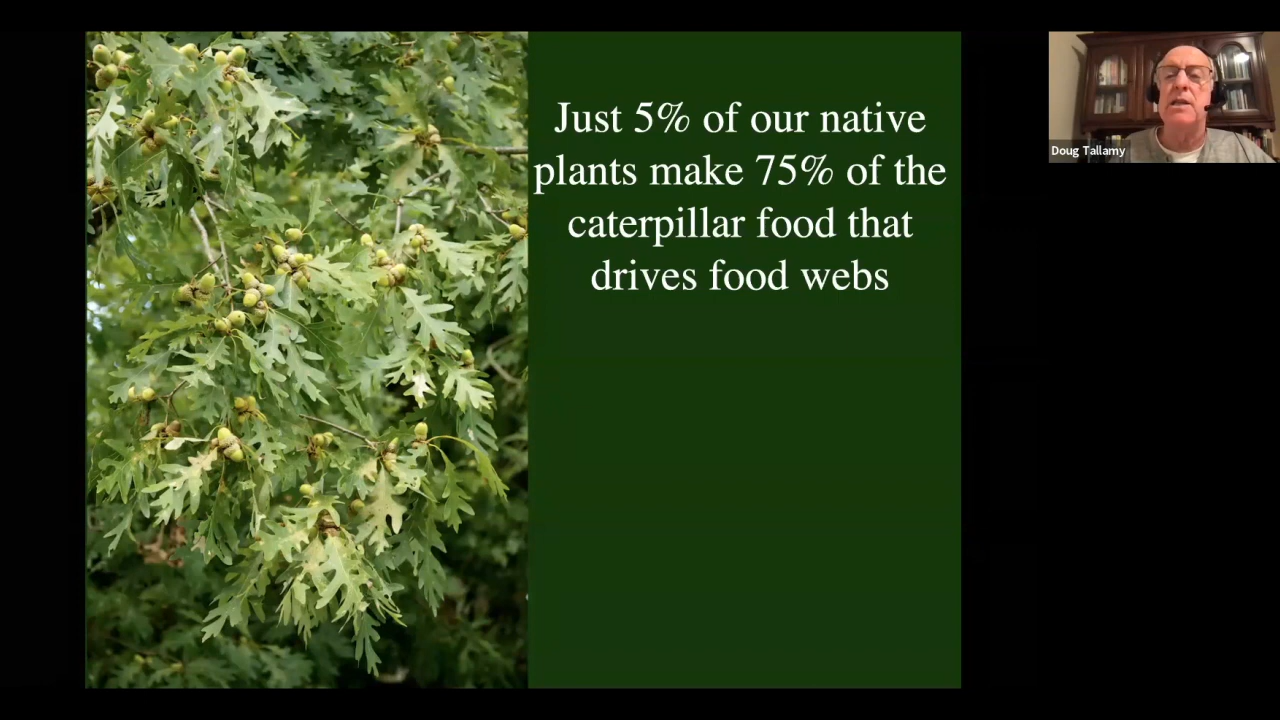 Just 5% of our native
plants make 75% of the
caterpillar food that
drives food webs
Doug Tallamy